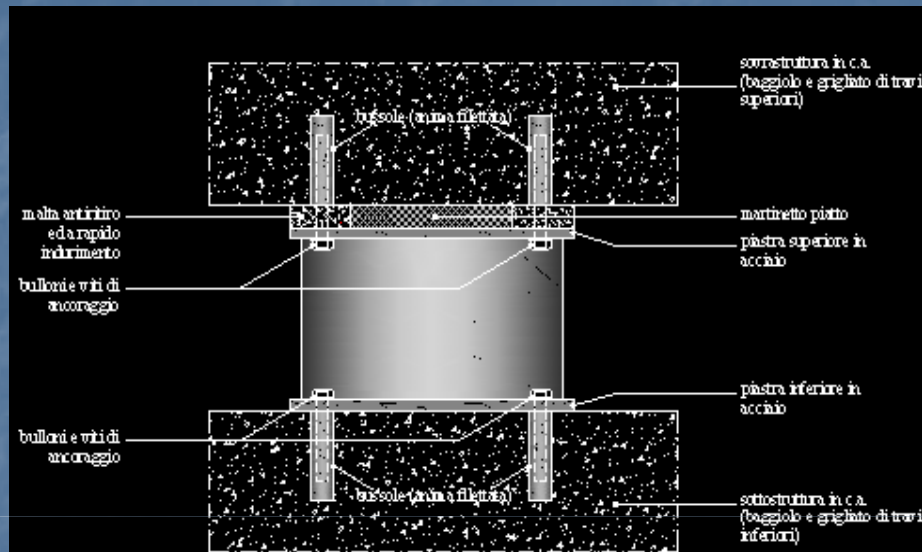 sovrastruttura in c.a.
(baggiolo e grigliato di travi
superiori)
bussole (anima filettata)
malta antiritiro
ed a rapido
indurimento
martinetto piatto
piastra superiore in
acciaio
bulloni e viti di
ancoraggio
piastra inferiore in
acciaio
bulloni e viti di
ancoraggio
bussole (anima filettata)
sottostruttura in c.a.
(baggiolo e grigliato di travi
inferiori)